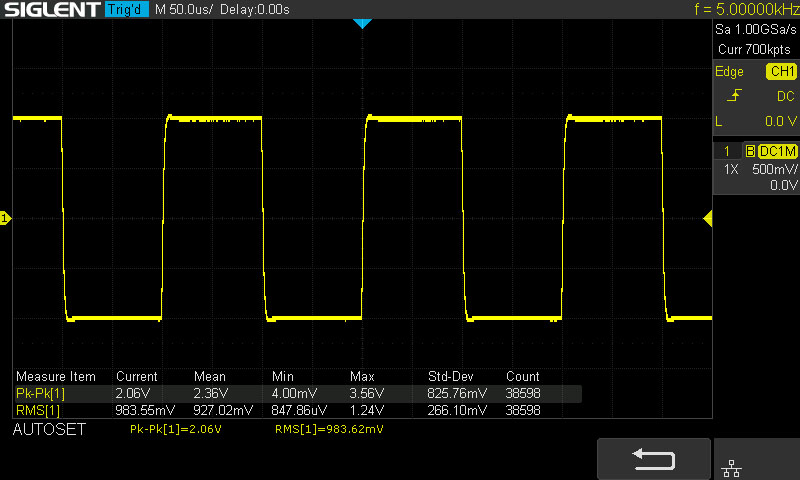 SIGLENT Trig'd M 50.0us/ Delay:0.00s f = 5.00000kHz
Sa 1.00GSa/s
Curr 700kpts
Edge CH1
DC
L 0.0 V
1 B DC1M
1X 500mV/
0.0V
1
Measure Item Current Mean Min Max Std-Dev Count
Pk-Pk[1] 2.06V 2.36V 4.00mV 3.56V 825.76mV 38598
RMS[1] 983.55mV 927.02mV 847.86uV 1.24V 266.10mV 38598
AUTOSET Pk-Pk[1]=2.06V RMS[1]=983.62mV